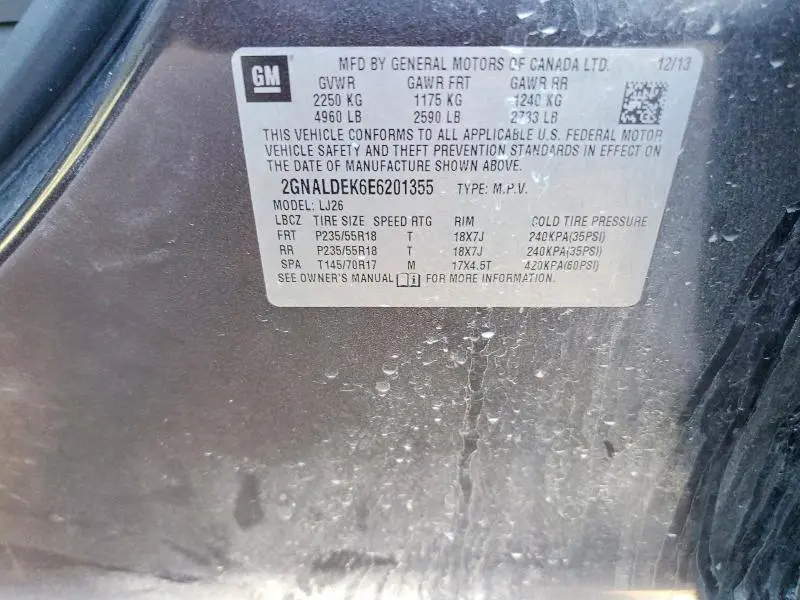 GM
MFD BY GENERAL MOTORS OF CANADA LTD. 12/13
GVWR GAWR FRT GAWR RR
2250 KG 1175 KG 1240 KG
4960 LB 2590 LB 2733 LB
THIS VEHICLE CONFORMS TO ALL APPLICABLE U.S. FEDERAL MOTOR
VEHICLE SAFETY AND THEFT PREVENTION STANDARDS IN EFFECT ON
THE DATE OF MANUFACTURE SHOWN ABOVE.
2GNALDEK6E6201355 TYPE: M.P.V.
MODEL: LJ26
LBCZ TIRE SIZE SPEED RTG RIM COLD TIRE PRESSURE
FRT P235/55R18 T 18X7J 240KPA(35PSI)
RR P235/55R18 T 18X7J 240KPA(35PSI)
SPA T145/70R17 M 17X4.5T 420KPA(60PSI)
SEE OWNER'S MANUAL i FOR MORE INFORMATION.